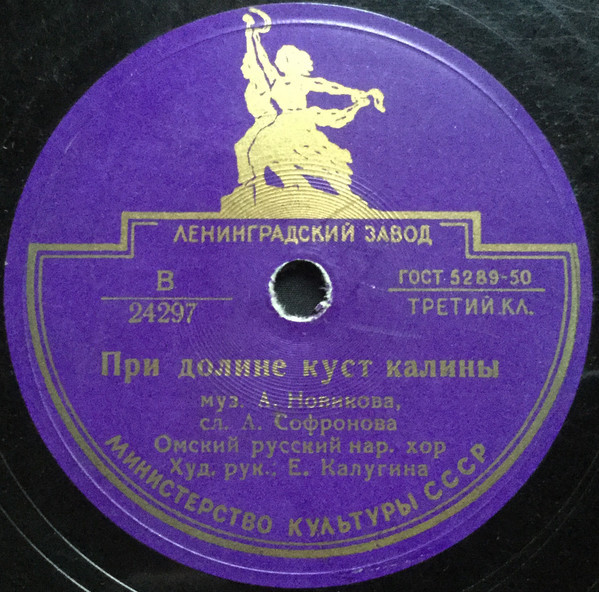 ЛЕНИНГРАДСКИЙ ЗАВОД
В
24297
ГОСТ 5289-50
ТРЕТИЙ КЛ.
При долине куст калины
муз. А. Новикова,
сл. А. Софронова
Омский русский нар. хор
Худ. рук.: Е. Калугина
МИНИСТЕРСТВО КУЛЬТУРЫ СССР